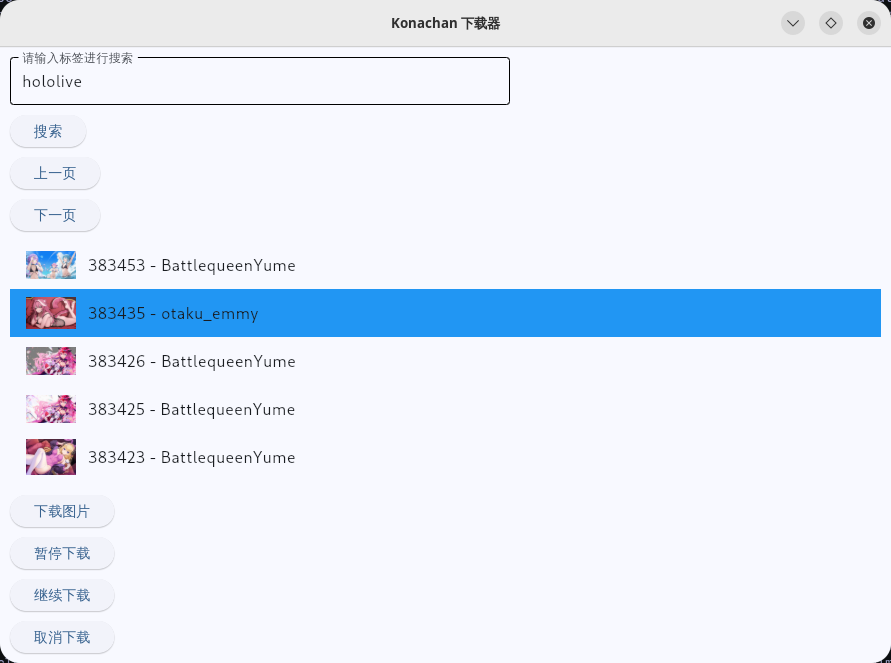 Konachan 下载器
请输入标签进行搜索
hololive
搜索
上一页
下一页
383453 - BattlequeenYume
383435 - otaku_emmy
383426 - BattlequeenYume
383425 - BattlequeenYume
383423 - BattlequeenYume
下载图片
暂停下载
继续下载
取消下载